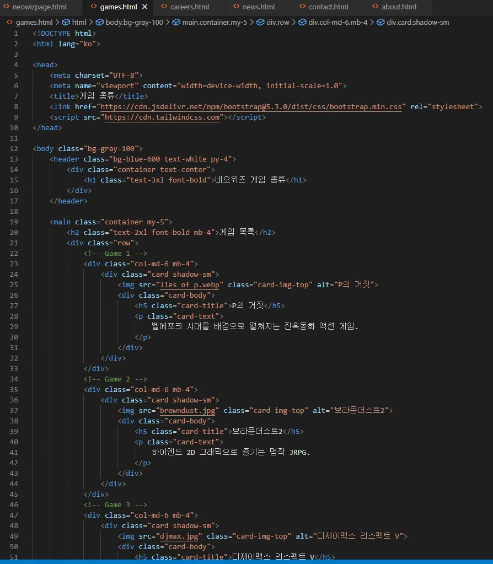 neowizpage.html
games.html
careers.html
news.html
contact.html
about.html
games.html > html > body.bg-gray-100 > main.container.my-5 > div.row > div.col-md-6.mb-4 > div.card.shadow-sm
1 <!DOCTYPE html>
2 <html lang="ko">
3
4 <head>
5 <meta charset="UTF-8">
6 <meta name="viewport" content="width=device-width, initial-scale=1.0">
7 <title>게임 종류</title>
8 <link href="https://cdn.jsdelivr.net/npm/bootstrap@5.3.0/dist/css/bootstrap.min.css" rel="stylesheet">
9 <script src="https://cdn.tailwindcss.com"></script>
10 </head>
11
12 <body class="bg-gray-100">
13 <header class="bg-blue-600 text-white py-4">
14 <div class="container text-center">
15 <h1 class="text-3xl font-bold">네오위즈 게임 종류</h1>
16 </div>
17 </header>
18
19 <main class="container my-5">
20 <h2 class="text-2xl font-bold mb-4">게임 목록</h2>
21 <div class="row">
22 <!-- Game 1 -->
23 <div class="col-md-6 mb-4">
24 <div class="card shadow-sm">
25 <img src="lies of p.webp" class="card-img-top" alt="P의 거짓">
26 <div class="card-body">
27 <h5 class="card-title">P의 거짓</h5>
28 <p class="card-text">
29 벨에포크 시대를 배경으로 펼쳐지는 잔혹동화 액션 게임.
30 </p>
31 </div>
32 </div>
33 </div>
34 <!-- Game 2 -->
35 <div class="col-md-6 mb-4">
36 <div class="card shadow-sm">
37 <img src="browndust.jpg" class="card-img-top" alt="브라운더스트2">
38 <div class="card-body">
39 <h5 class="card-title">브라운더스트2</h5>
40 <p class="card-text">
41 하이엔드 2D 그래픽으로 즐기는 명작 JRPG.
42 </p>
43 </div>
44 </div>
45 </div>
46 <!-- Game 3 -->
47 <div class="col-md-6 mb-4">
48 <div class="card shadow-sm">
49 <img src="djmax.jpg" class="card-img-top" alt="디제이맥스 리스펙트 V">
50 <div class="card-body">
51 <h5 class="card-title">디제이맥스 리스펙트 V</h5>